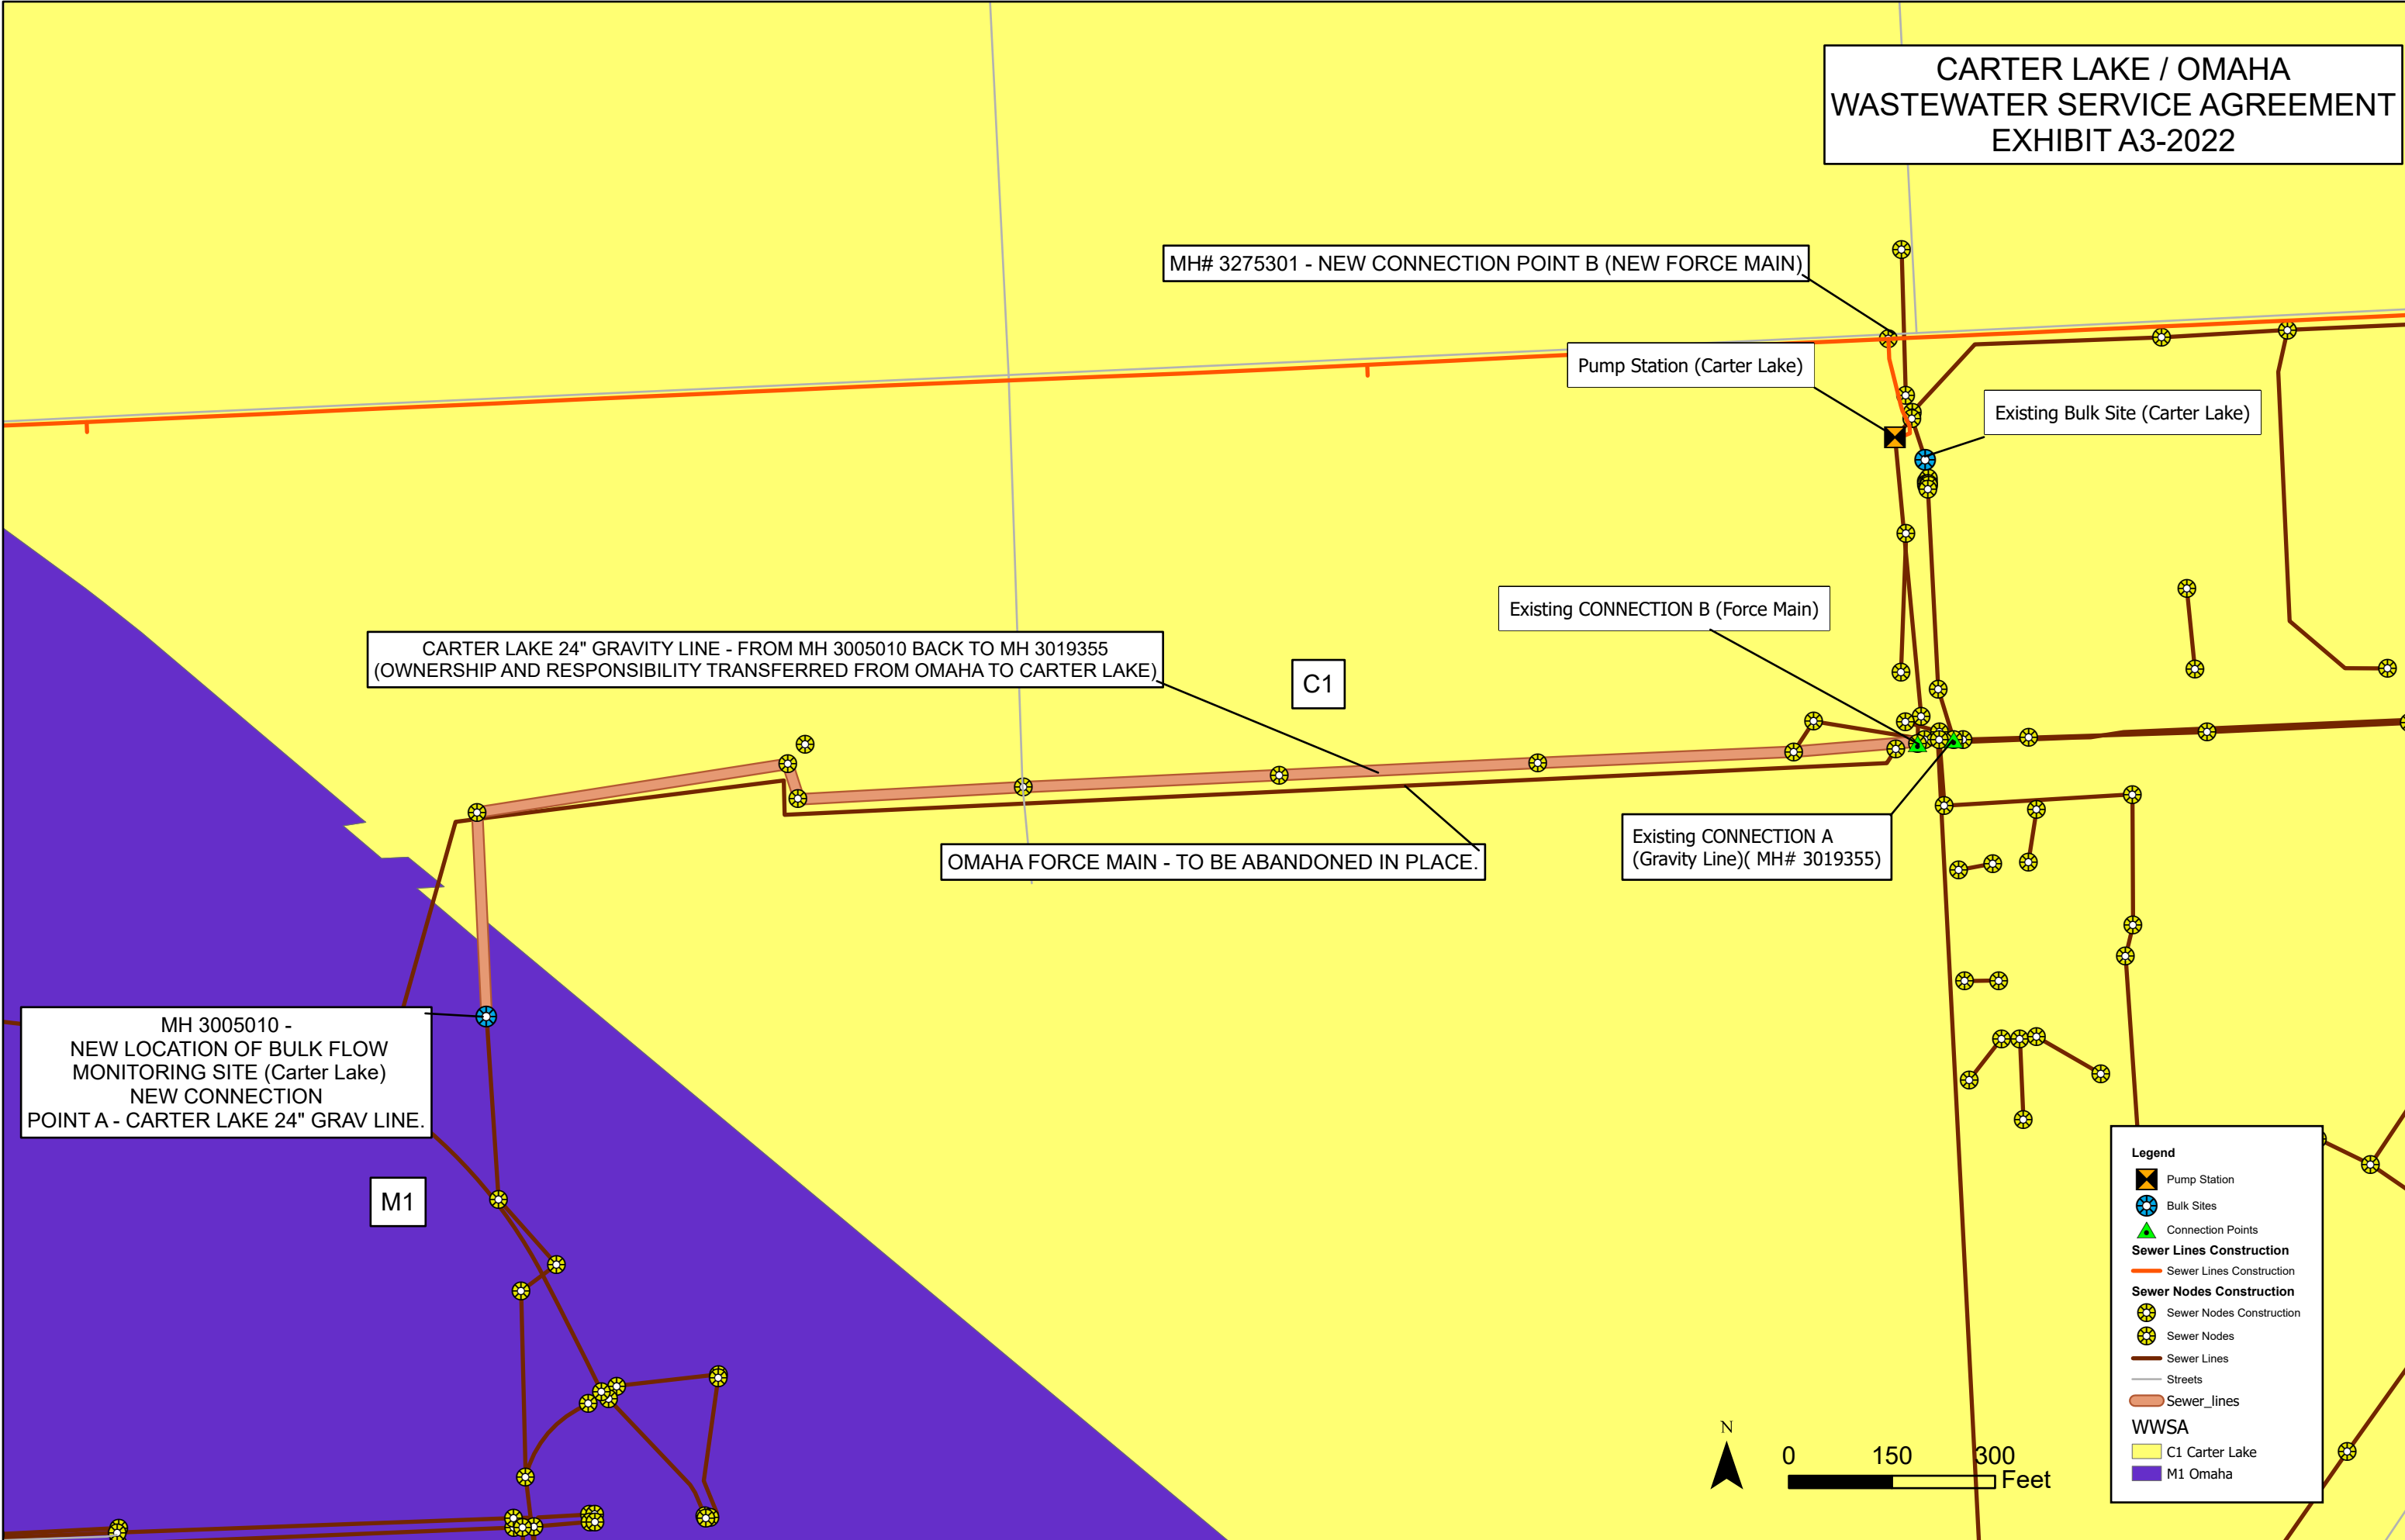 CARTER LAKE / OMAHA
WASTEWATER SERVICE AGREEMENT
EXHIBIT A3-2022
MH# 3275301 - NEW CONNECTION POINT B (NEW FORCE MAIN)
Pump Station (Carter Lake)
Existing Bulk Site (Carter Lake)
Existing CONNECTION B (Force Main)
CARTER LAKE 24" GRAVITY LINE - FROM MH 3005010 BACK TO MH 3019355
(OWNERSHIP AND RESPONSIBILITY TRANSFERRED FROM OMAHA TO CARTER LAKE)
C1
OMAHA FORCE MAIN - TO BE ABANDONED IN PLACE.
Existing CONNECTION A
(Gravity Line)( MH# 3019355)
MH 3005010 -
NEW LOCATION OF BULK FLOW
MONITORING SITE (Carter Lake)
NEW CONNECTION
POINT A - CARTER LAKE 24" GRAV LINE.
M1
Legend
Pump Station
Bulk Sites
Connection Points
Sewer Lines Construction
Sewer Lines Construction
Sewer Nodes Construction
Sewer Nodes Construction
Sewer Nodes
Sewer Lines
Streets
Sewer_lines
WWSA
C1 Carter Lake
M1 Omaha
N
0 150 300
Feet